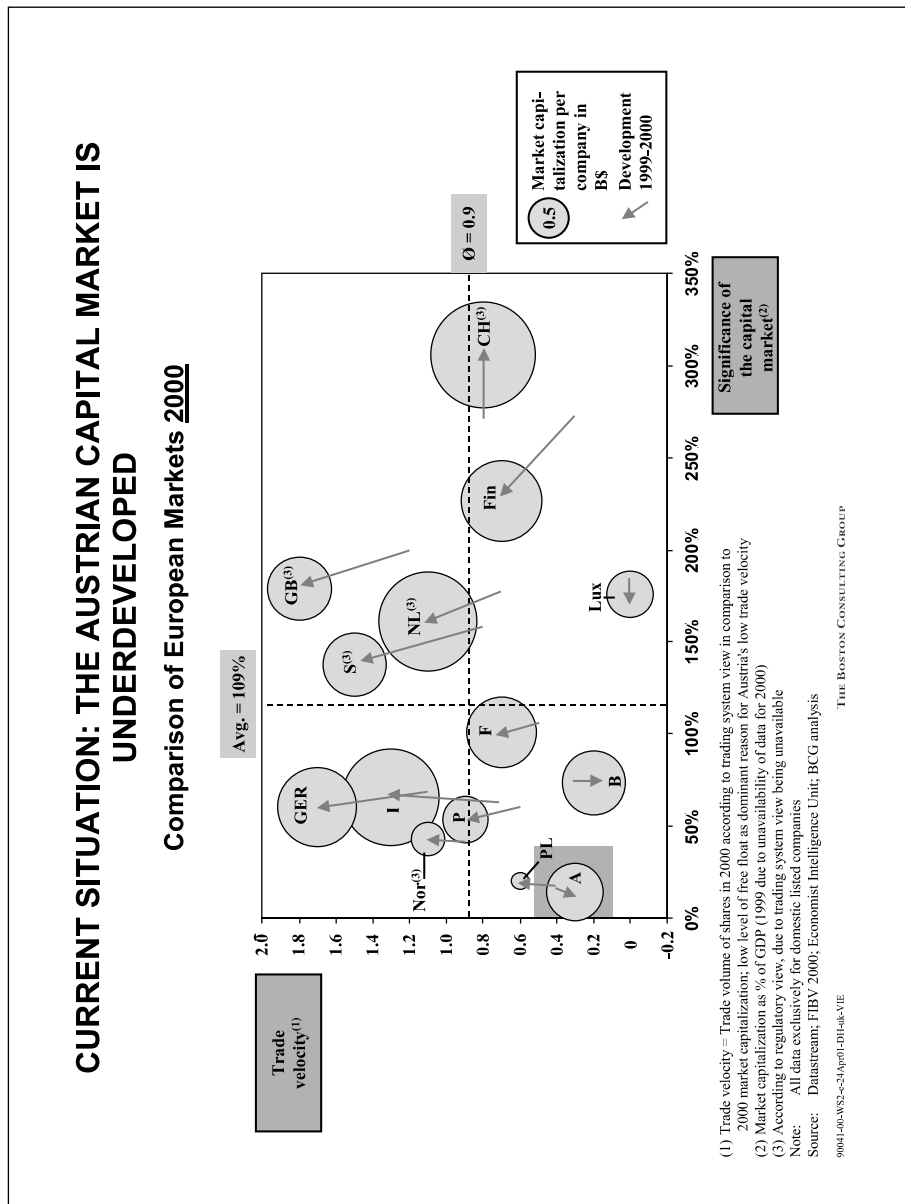 CURRENT SITUATION: THE AUSTRIAN CAPITAL MARKET IS
UNDERDEVELOPED
Comparison of European Markets 2000
Trade
velocity(1)
Avg. = 109%
2.0
1.8
1.6
1.4
1.2
1.0
0.8
0.6
0.4
0.2
0
-0.2
GER
I
Nor(3)
P
PL
A
F
B
S(3)
GB(3)
NL(3)
Lux
Fin
CH(3)
Ø = 0.9
0%
50%
100%
150%
200%
250%
300%
350%
0.5
Market capi-
talization per
company in
B$
Development
1999-2000
Significance of
the capital
market(2)
(1) Trade velocity = Trade volume of shares in 2000 according to trading system view in comparison to
2000 market capitalization; low level of free float as dominant reason for Austria's low trade velocity
(2) Market capitalization as % of GDP (1999 due to unavailability of data for 2000)
(3) According to regulatory view, due to trading system view being unavailable
Note: All data exclusively for domestic listed companies
Source: Datastream; FIBV 2000; Economist Intelligence Unit; BCG analysis
90041-00-WS2-e-24Apr01-DH-uk-VIE
THE BOSTON CONSULTING GROUP